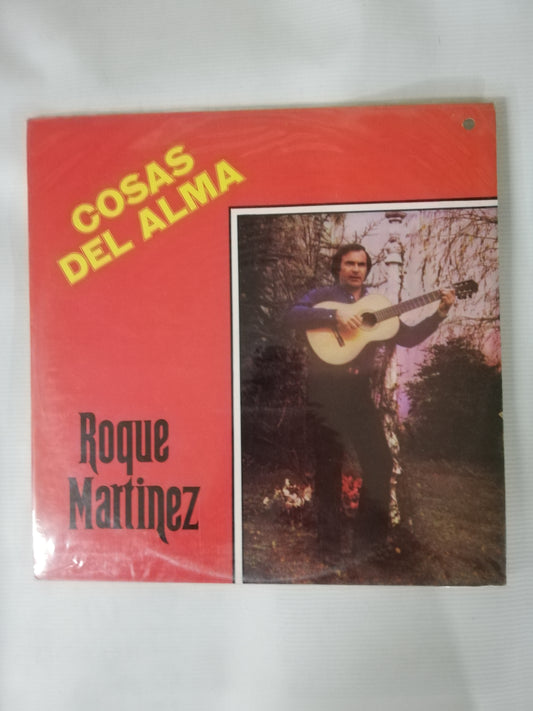 COSAS
DEL ALMA
Roque
Martinez